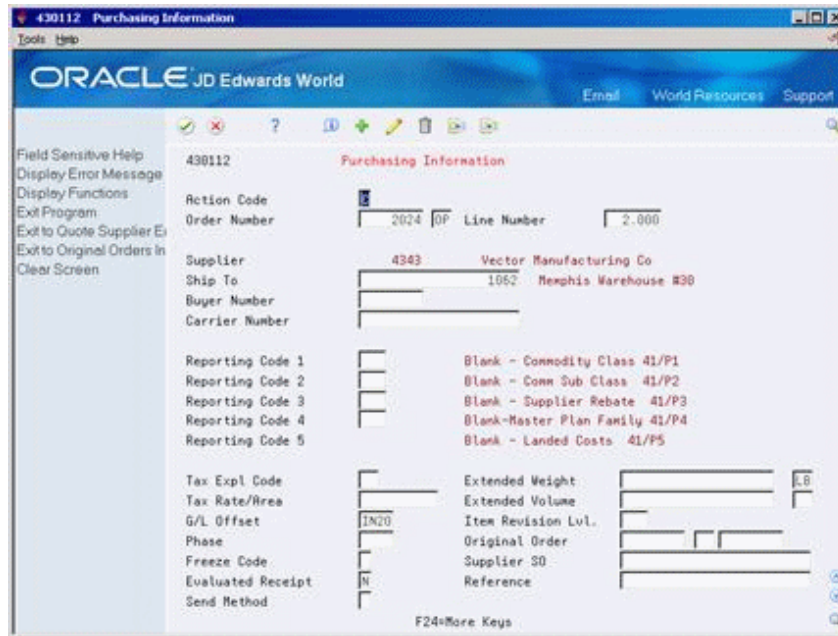 430112 Purchasing Information
Tools Help
ORACLE JD Edwards World
Email World Resources Support
Field Sensitive Help
Display Error Message
Display Functions
Exit Program
Exit to Quote Supplier E
Exit to Original Orders In
Clear Screen
430112 Purchasing Information
Action Code
Order Number 2024 OP Line Number 2.000
Supplier 4343 Vector Manufacturing Co
Ship To 1062 Memphis Warehouse #30
Buyer Number
Carrier Number
Reporting Code 1 Blank - Commodity Class 41/P1
Reporting Code 2 Blank - Comm Sub Class 41/P2
Reporting Code 3 Blank - Supplier Rebate 41/P3
Reporting Code 4 Blank-Master Plan Family 41/P4
Reporting Code 5 Blank - Landed Costs 41/P5
Tax Expl Code Extended Weight LB
Tax Rate/Area Extended Volume
G/L Offset IN20 Item Revision Lvl.
Phase Original Order
Freeze Code Supplier SO
Evaluated Receipt N Reference
Send Method
F24=More Keys